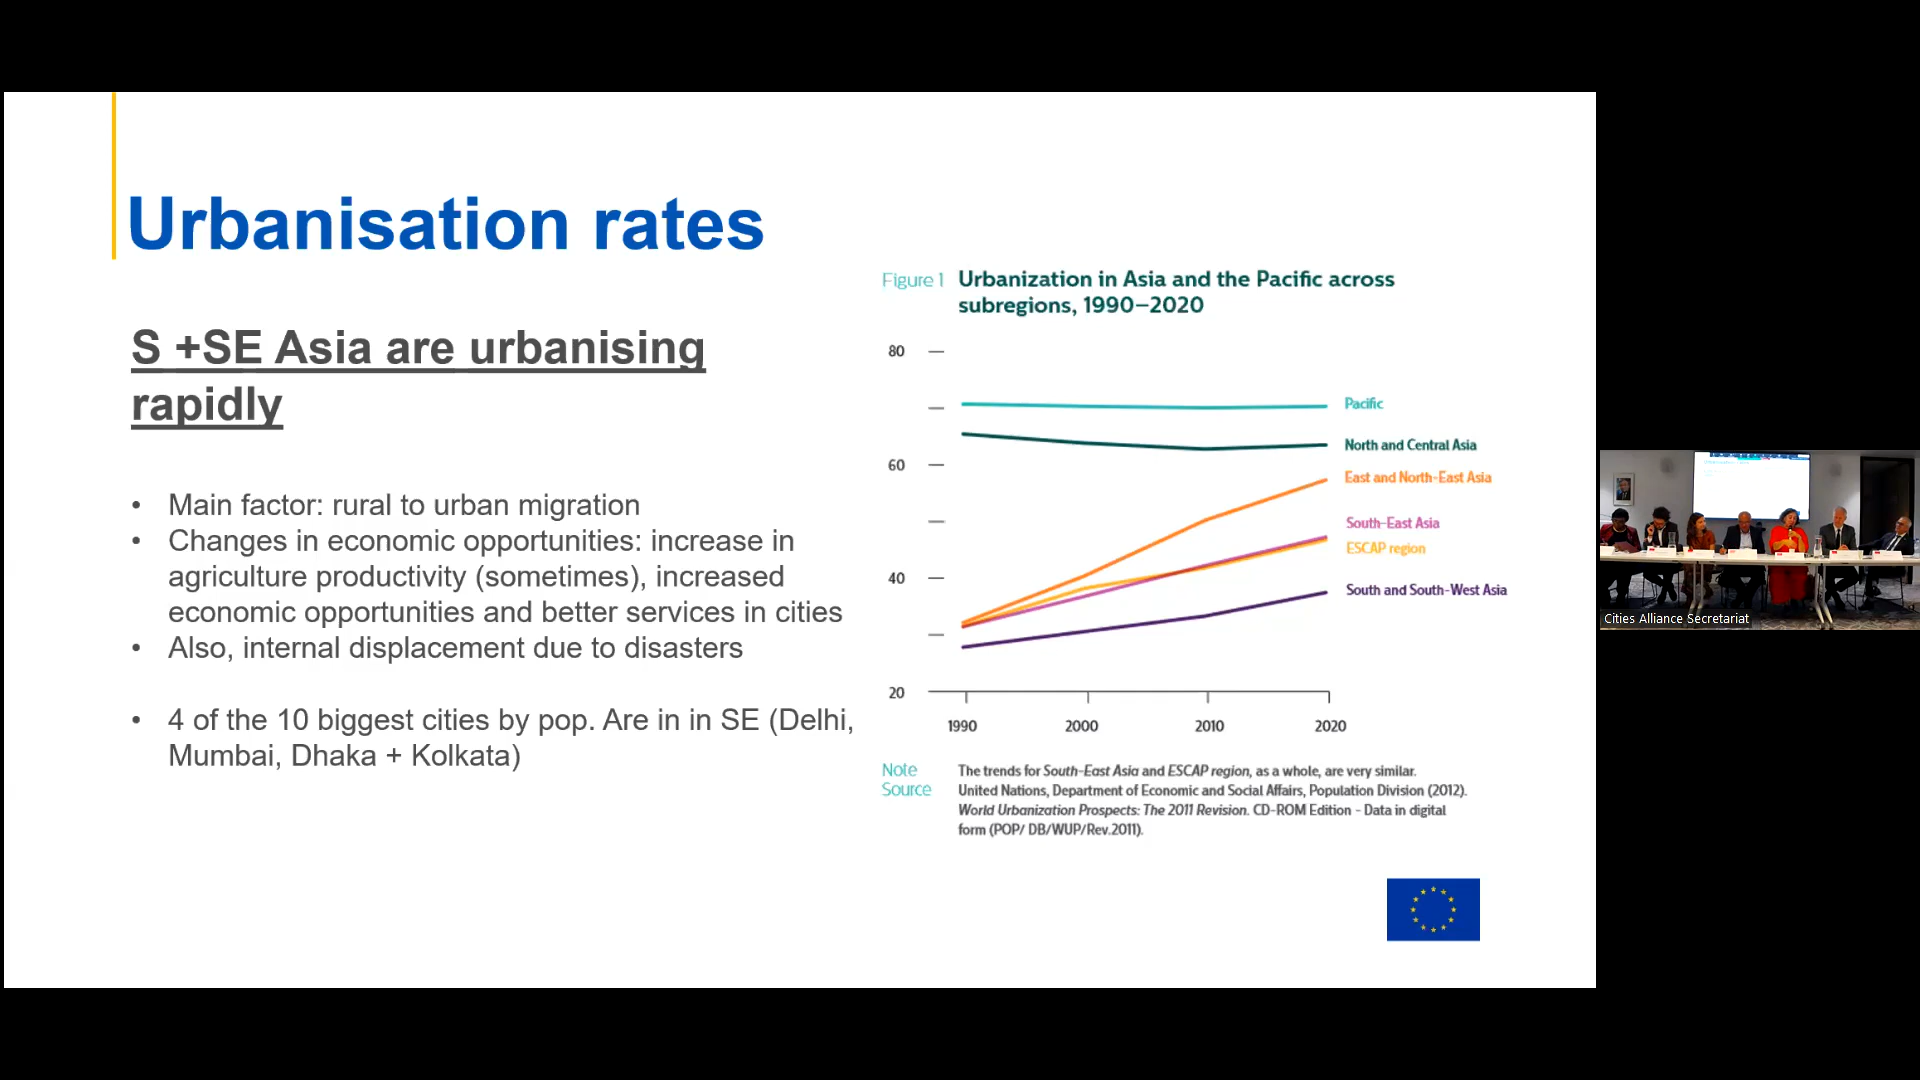 Urbanisation rates
S +SE Asia are urbanising
rapidly
• Main factor: rural to urban migration
• Changes in economic opportunities: increase in
agriculture productivity (sometimes), increased
economic opportunities and better services in cities
• Also, internal displacement due to disasters
• 4 of the 10 biggest cities by pop. Are in in SE (Delhi,
Mumbai, Dhaka + Kolkata)
Figure 1 Urbanization in Asia and the Pacific across
subregions, 1990–2020
80
60
40
20
1990 2000 2010 2020
Pacific
North and Central Asia
East and North-East Asia
South-East Asia
ESCAP region
South and South-West Asia
Note The trends for South-East Asia and ESCAP region, as a whole, are very similar.
Source United Nations, Department of Economic and Social Affairs, Population Division (2012).
World Urbanization Prospects: The 2011 Revision. CD-ROM Edition - Data in digital
form (POP/ DB/WUP/Rev.2011).
Cities Alliance Secretariat